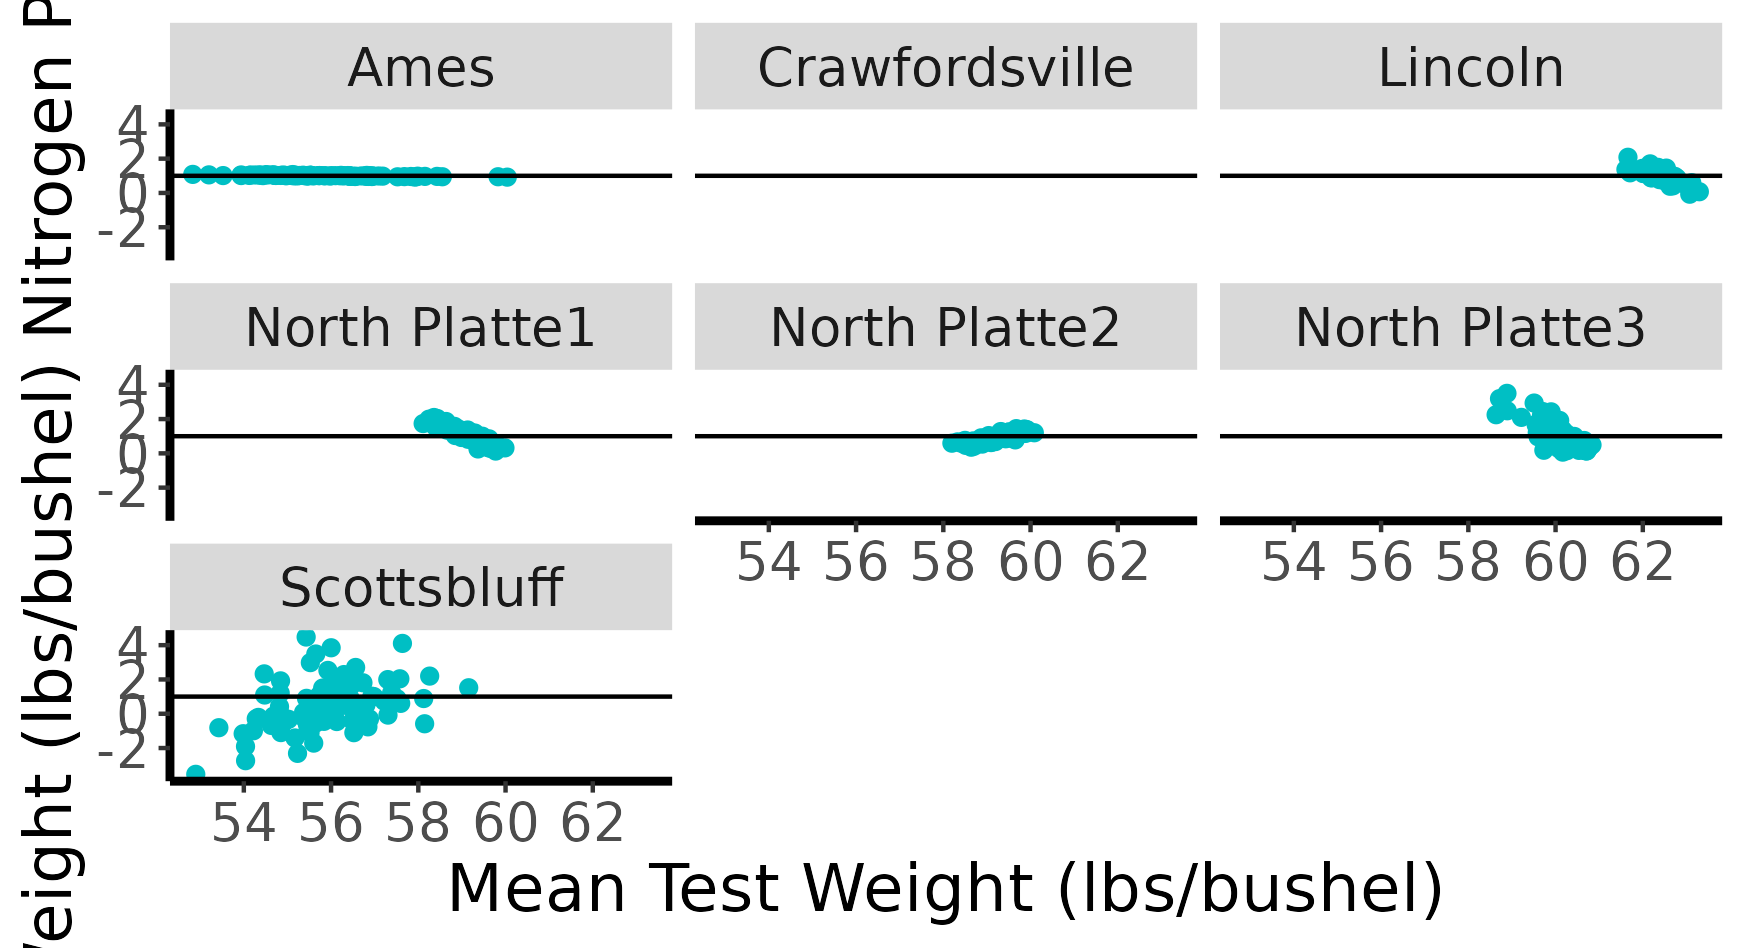 Weight (lbs/bushel) Nitrogen P
Ames
Crawfordsville
Lincoln
4
2
0
-2
North Platte1
North Platte2
North Platte3
4
2
0
-2
54 56 58 60 62
54 56 58 60 62
Scottsbluff
4
2
0
-2
54 56 58 60 62
Mean Test Weight (lbs/bushel)